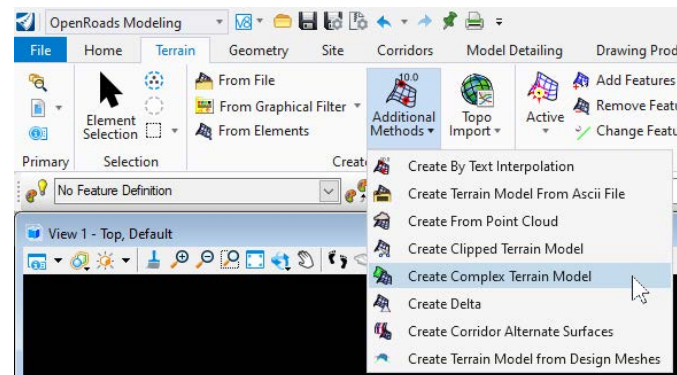 OpenRoads Modeling
File Home Terrain Geometry Site Corridors Model Detailing Drawing Prod
Element Selection
From File
From Graphical Filter
From Elements
10.0
Additional Methods
Topo Import
Active
Add Features
Remove Featu
Change Featu
Primary Selection Create
No Feature Definition
View 1 - Top, Default
Create By Text Interpolation
Create Terrain Model From Ascii File
Create From Point Cloud
Create Clipped Terrain Model
Create Complex Terrain Model
Create Delta
Create Corridor Alternate Surfaces
Create Terrain Model from Design Meshes